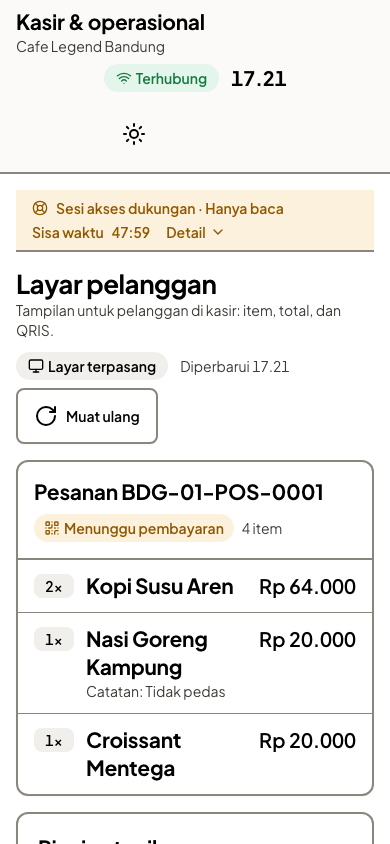 Kasir & operasional
Cafe Legend Bandung
Terhubung 17.21
Sesi akses dukungan · Hanya baca
Sisa waktu 47:59 Detail
Layar pelanggan
Tampilan untuk pelanggan di kasir: item, total, dan
QRIS.
Layar terpasang Diperbarui 17.21
Muat ulang
Pesanan BDG-01-POS-0001
Menunggu pembayaran 4 item
2× Kopi Susu Aren Rp 64.000
1× Nasi Goreng Rp 20.000
Kampung
Catatan: Tidak pedas
1× Croissant Rp 20.000
Mentega